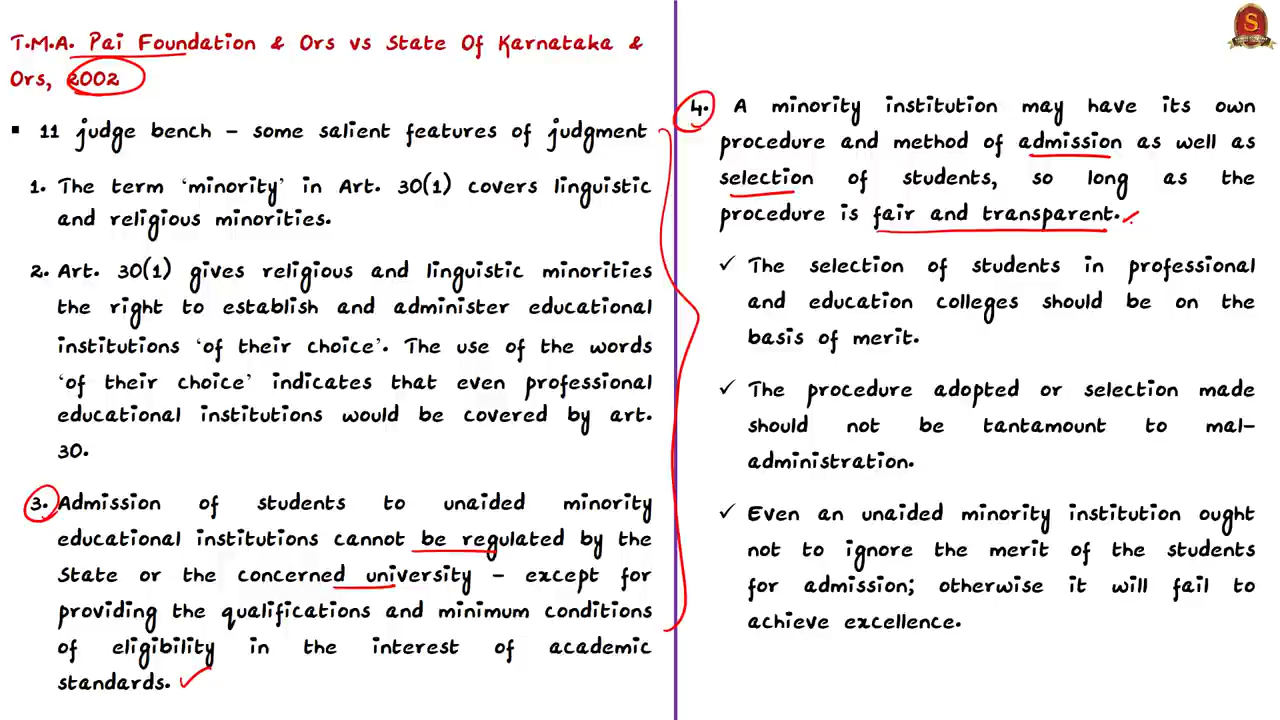 T.M.A. Pai Foundation & Ors vs State Of Karnataka &
Ors, 2002
▪ 11 judge bench – some salient features of judgment
1. The term ‘minority’ in Art. 30(1) covers linguistic
and religious minorities.
2. Art. 30(1) gives religious and linguistic minorities
the right to establish and administer educational
institutions ‘of their choice’. The use of the words
‘of their choice’ indicates that even professional
educational institutions would be covered by art.
30.
3. Admission of students to unaided minority
educational institutions cannot be regulated by the
State or the concerned university – except for
providing the qualifications and minimum conditions
of eligibility in the interest of academic
standards.
4. A minority institution may have its own
procedure and method of admission as well as
selection of students, so long as the
procedure is fair and transparent.
✓ The selection of students in professional
and education colleges should be on the
basis of merit.
✓ The procedure adopted or selection made
should not be tantamount to mal-
administration.
✓ Even an unaided minority institution ought
not to ignore the merit of the students
for admission; otherwise it will fail to
achieve excellence.